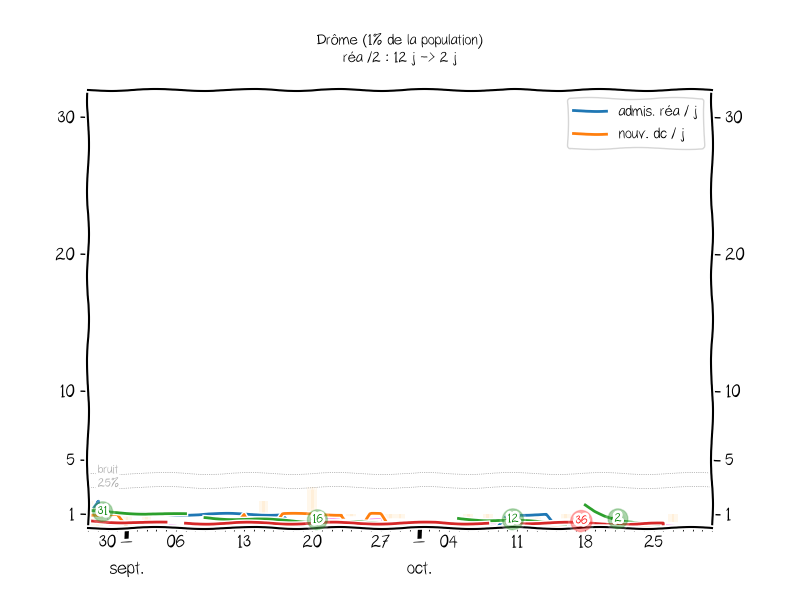 Drôme (1% de la population)
réa /2 : 12 j -> 2 j
admis. réa / j
nouv. dc / j
30 30
20 20
10 10
5 5
bruit
25%
1 1
31 16 12 36 2
30 06 13 20 27 04 11 18 25
sept. oct.